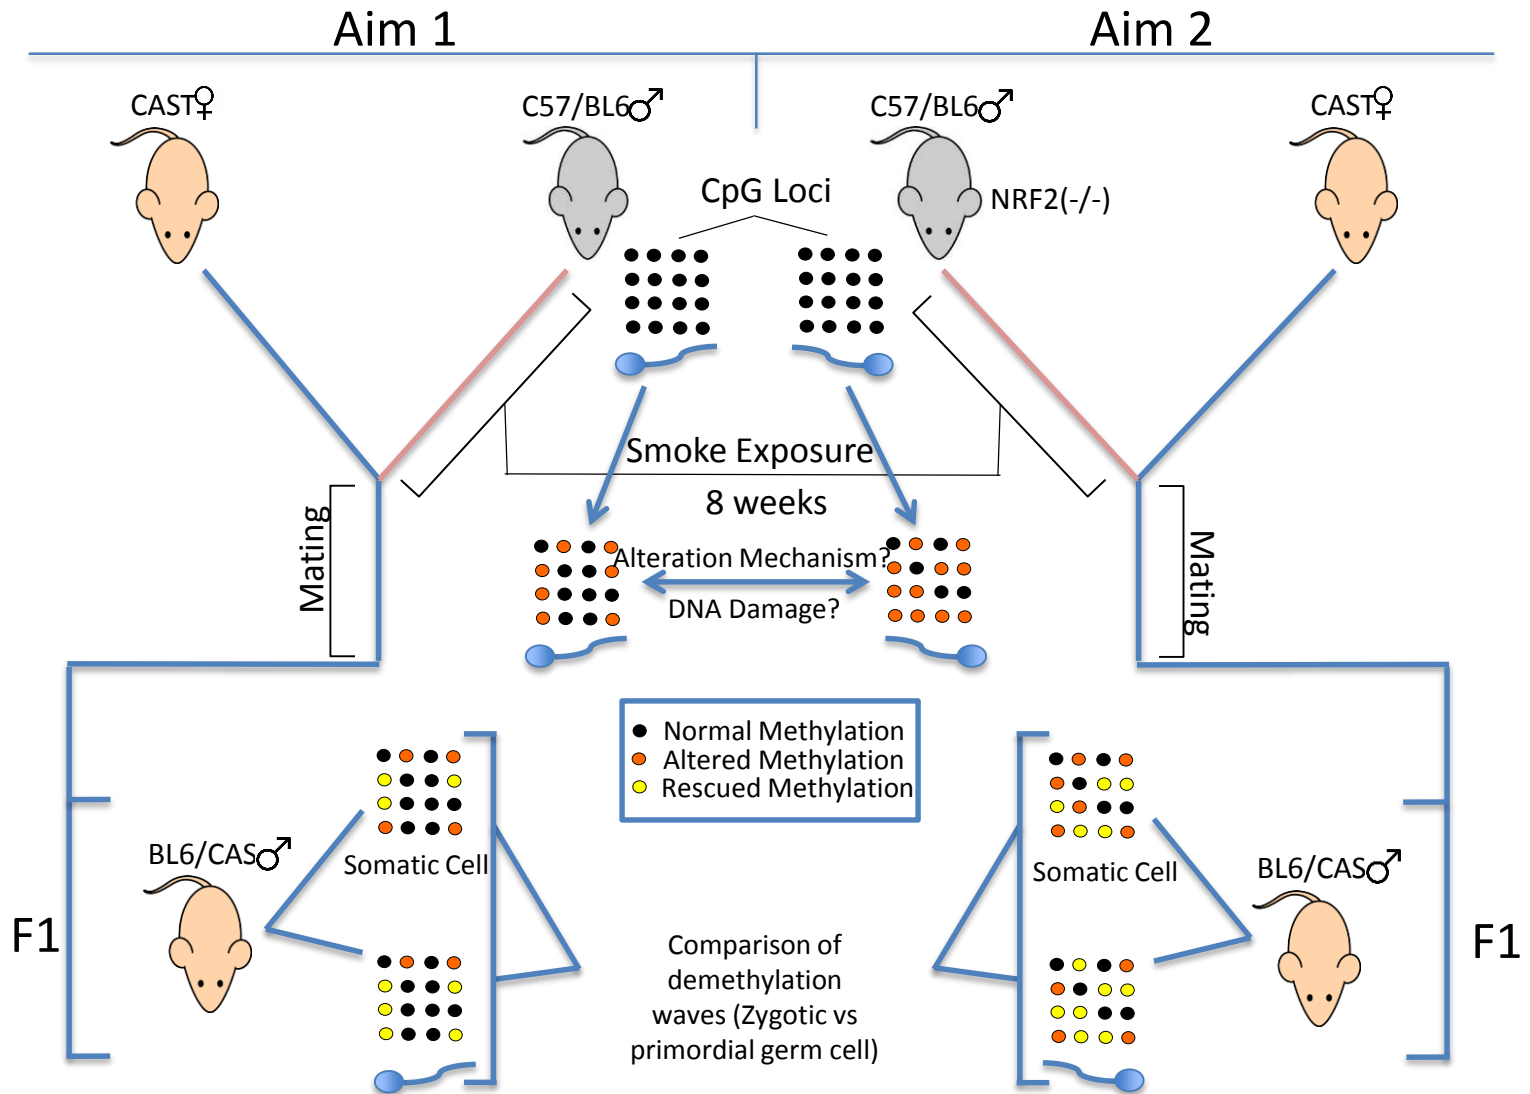 Aim 1
Aim 2
CAST♀
C57/BL6♂
C57/BL6♂
CAST♀
CpG Loci
NRF2(-/-)
Smoke Exposure
8 weeks
Mating
Mating
Alteration Mechanism?
DNA Damage?
Normal Methylation
Altered Methylation
Rescued Methylation
BL6/CAS♂
Somatic Cell
Somatic Cell
BL6/CAS♂
F1
F1
Comparison of
demethylation
waves (Zygotic vs
primordial germ cell)